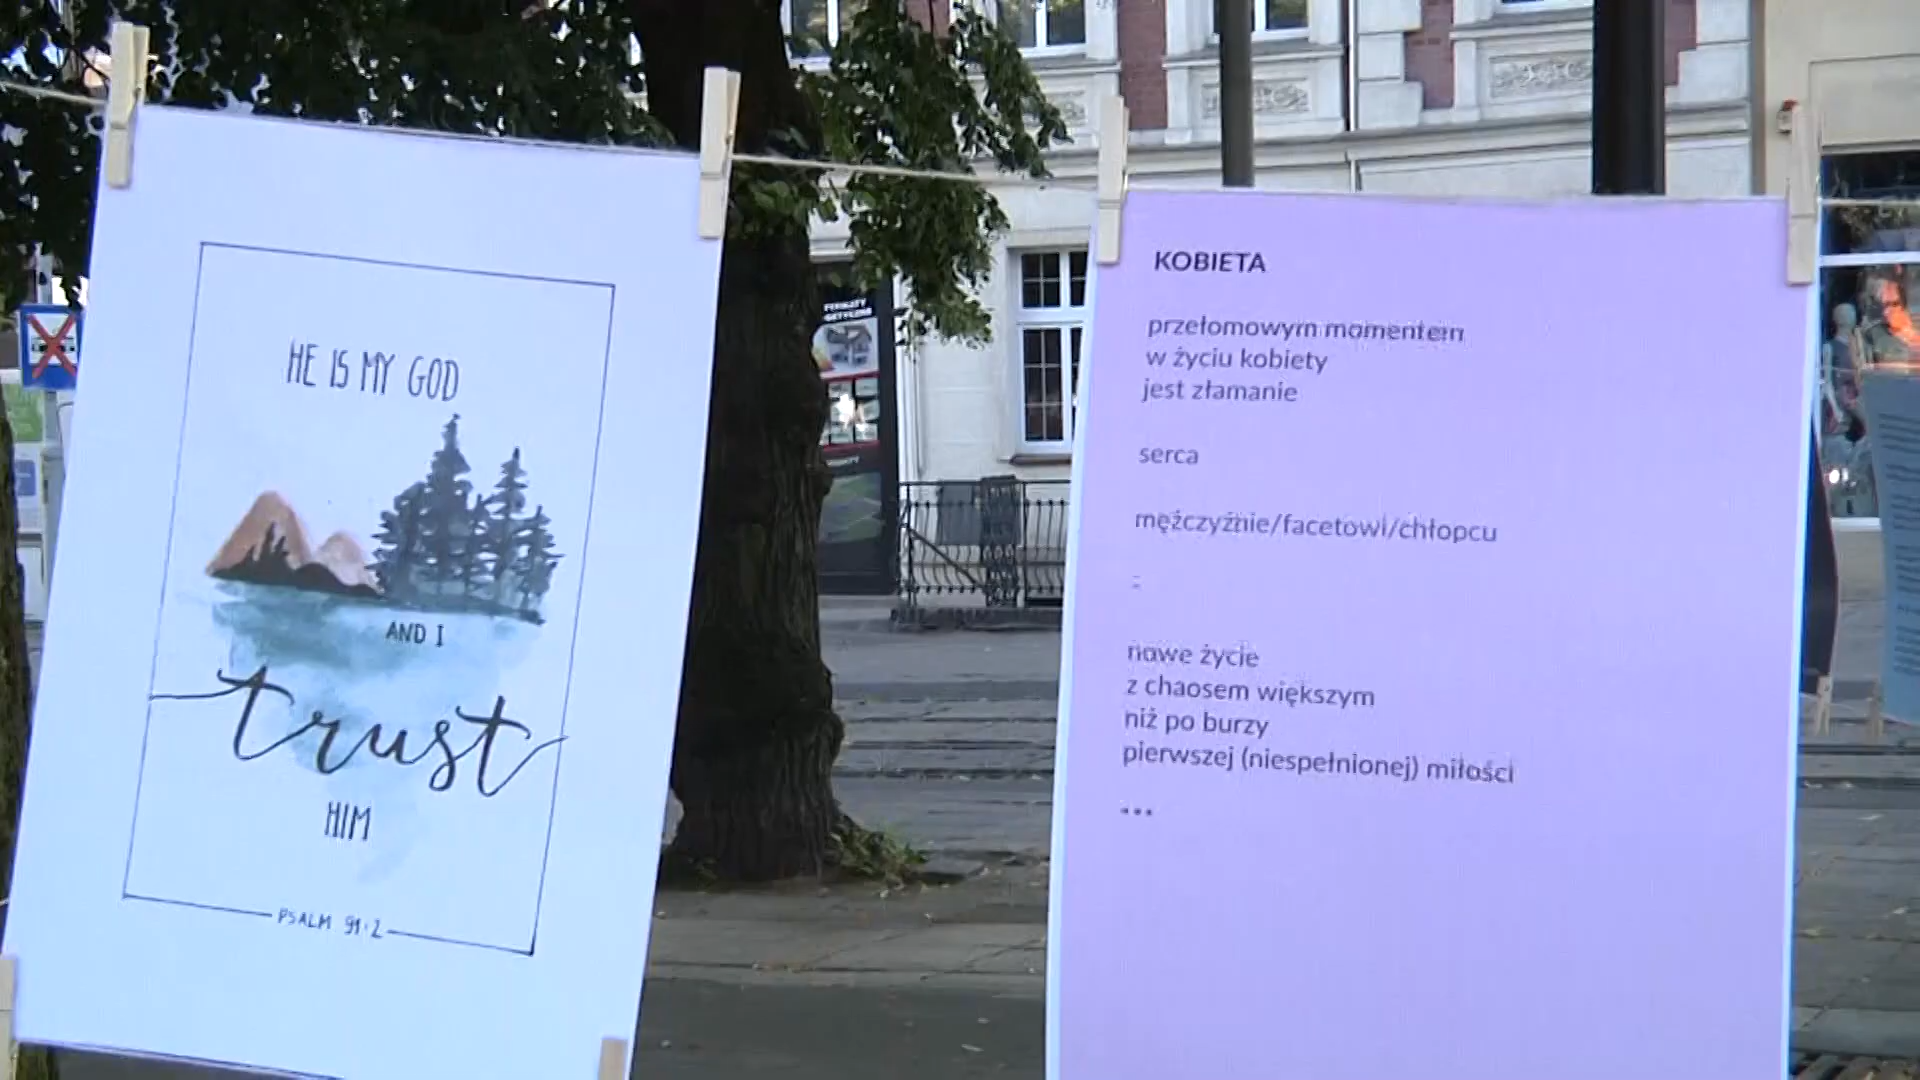 HE IS MY GOD
AND I
trust
HIM
PSALM 91:2
KOBIETA
przełomowym momentem
w życiu kobiety
jest złamanie
serca
mężczyźnie/facetowi/chłopcu
-
nowe życie
z chaosem większym
niż po burzy
pierwszej (niespełnionej) miłości
...